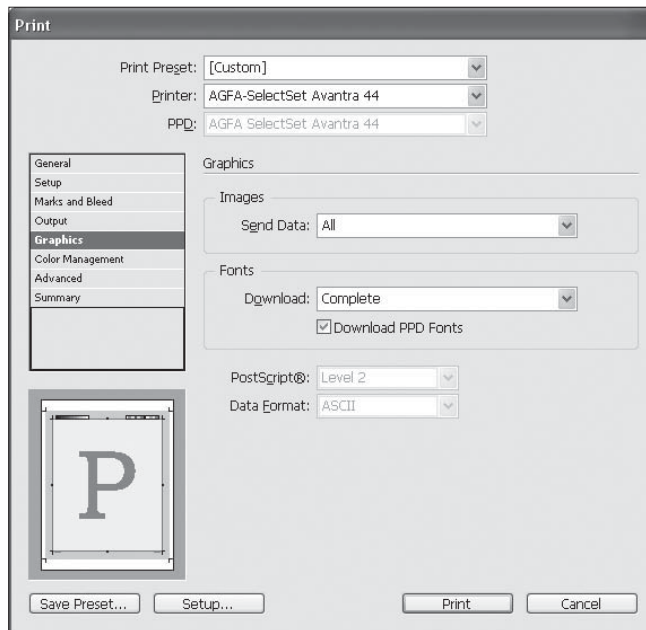 Print
Print Preset: [Custom]
Printer: AGFA-SelectSet Avantra 44
PPD: AGFA SelectSet Avantra 44
General
Setup
Marks and Bleed
Output
Graphics
Color Management
Advanced
Summary
Graphics
Images
Send Data: All
Fonts
Download: Complete
Download PPD Fonts
PostScript®: Level 2
Data Format: ASCII
P
Save Preset...
Setup...
Print
Cancel